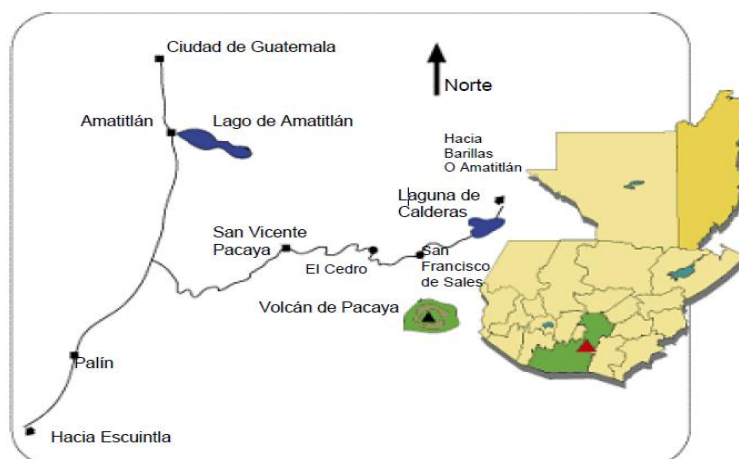 Ciudad de Guatemala
Norte
Amatitlán
Lago de Amatitlán
Hacia
Barillas
O Amatitlán
Laguna de
Calderas
San Vicente
Pacaya
El Cedro
San
Francisco
de Sales
Volcán de Pacaya
Palín
Hacia Escuintla